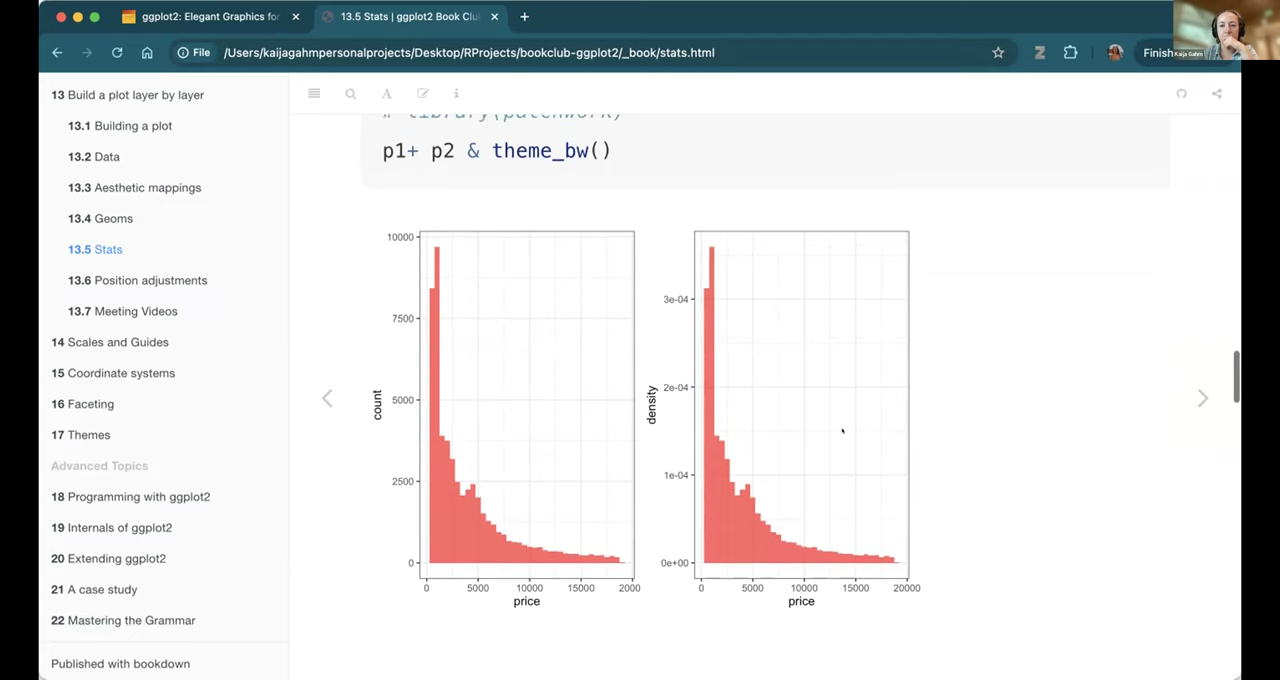 ggplot2: Elegant Graphics for
13.5 Stats | ggplot2 Book Clu
File
/Users/kaijagahmpersonalprojects/Desktop/RProjects/bookclub-ggplot2/_book/stats.html
Finish
Kaija Gahm
13 Build a plot layer by layer
13.1 Building a plot
13.2 Data
13.3 Aesthetic mappings
13.4 Geoms
13.5 Stats
13.6 Position adjustments
13.7 Meeting Videos
14 Scales and Guides
15 Coordinate systems
16 Faceting
17 Themes
Advanced Topics
18 Programming with ggplot2
19 Internals of ggplot2
20 Extending ggplot2
21 A case study
22 Mastering the Grammar
Published with bookdown
# library(patchwork)
p1+ p2 & theme_bw()
10000
7500
5000
2500
0
count
0 5000 10000 15000 2000
price
3e-04
2e-04
1e-04
0e+00
density
0 5000 10000 15000 20000
price